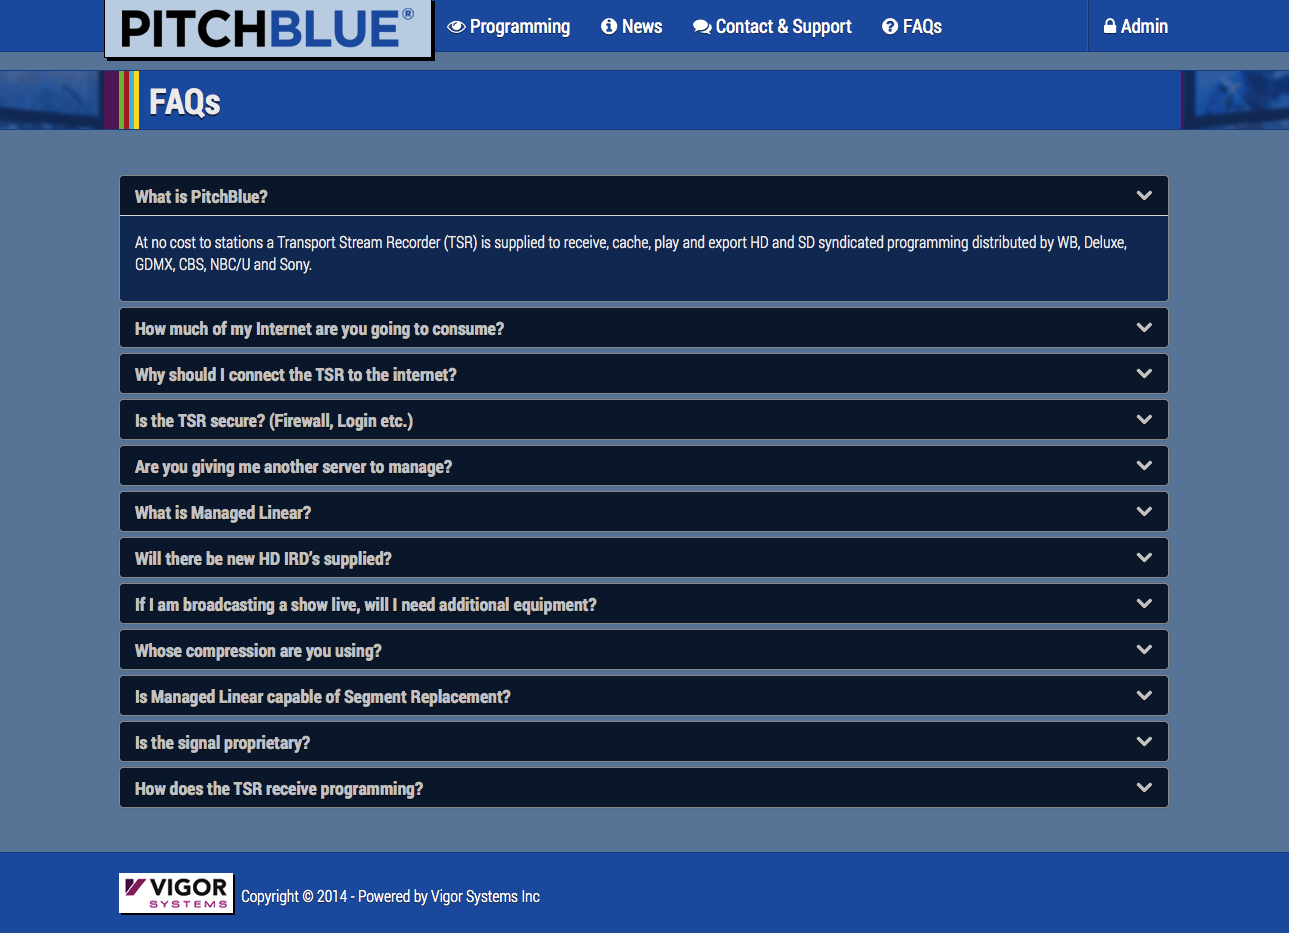 PITCHBLUE®
Programming
News
Contact & Support
FAQs
Admin
FAQs
What is PitchBlue?
At no cost to stations a Transport Stream Recorder (TSR) is supplied to receive, cache, play and export HD and SD syndicated programming distributed by WB, Deluxe,
GDMX, CBS, NBC/U and Sony.
How much of my Internet are you going to consume?
Why should I connect the TSR to the internet?
Is the TSR secure? (Firewall, Login etc.)
Are you giving me another server to manage?
What is Managed Linear?
Will there be new HD IRD's supplied?
If I am broadcasting a show live, will I need additional equipment?
Whose compression are you using?
Is Managed Linear capable of Segment Replacement?
Is the signal proprietary?
How does the TSR receive programming?
VIGOR
SYSTEMS
Copyright © 2014 - Powered by Vigor Systems Inc